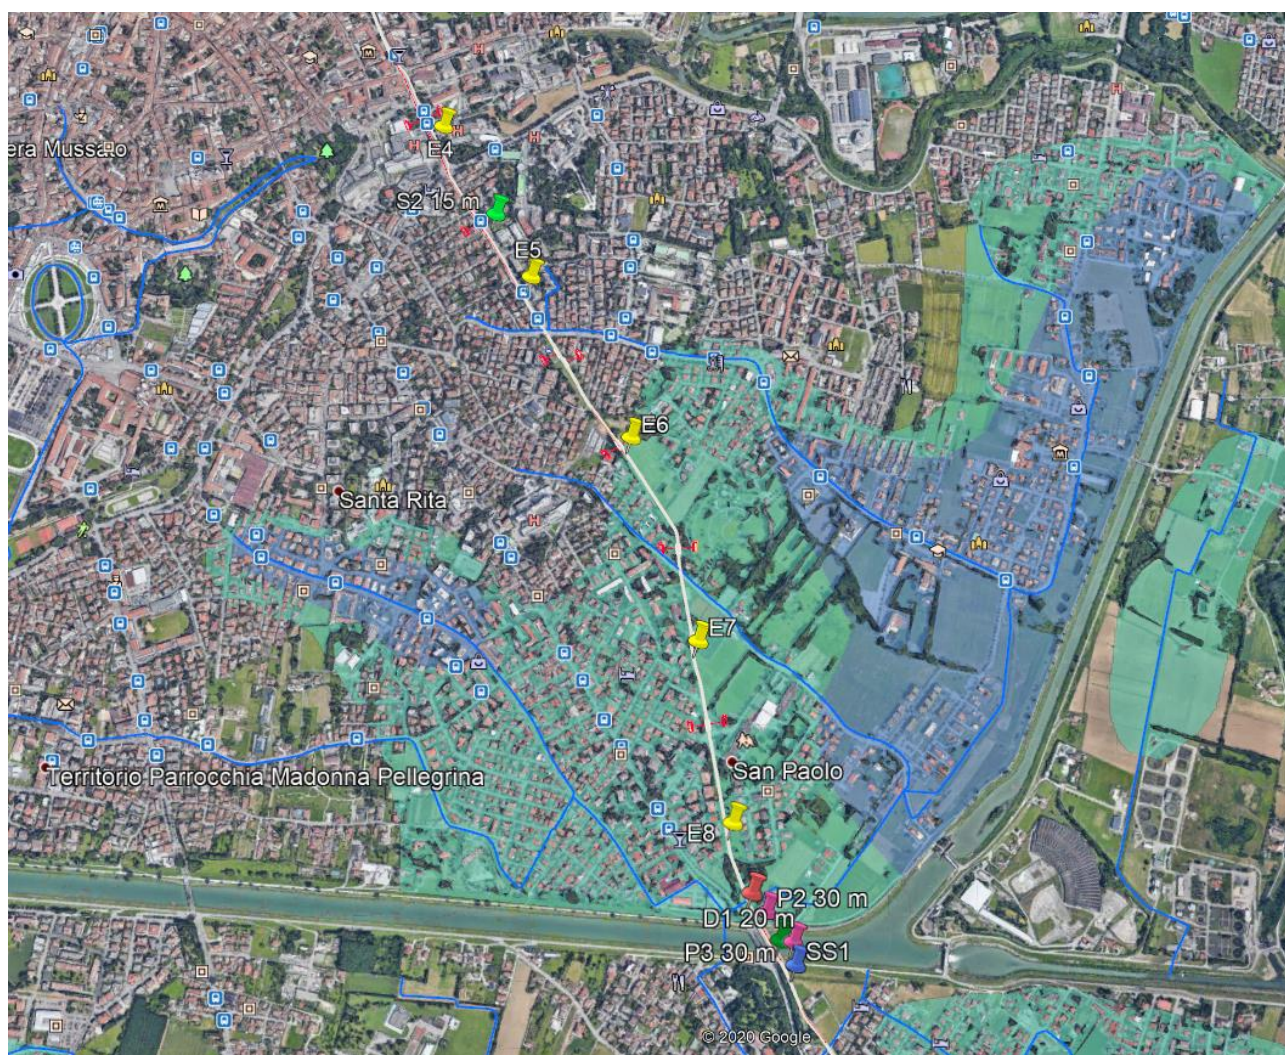 era Mussato
E4
S2 15 m
E5
E6
Santa Rita
E7
San Paolo
Territorio Parrocchia Madonna Pellegrina
E8
P2 30 m
D1 20 m
P3 30 m
SS1
© 2020 Google